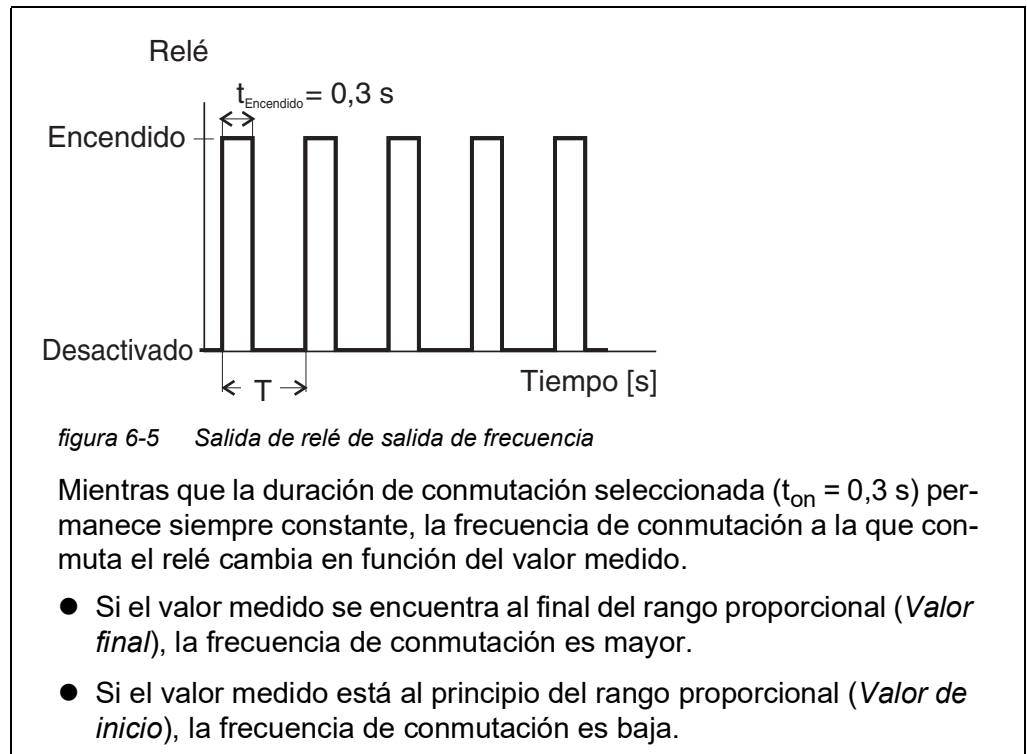 Relé
tEncendido = 0,3 s
Encendido
Desactivado
T
Tiempo [s]
figura 6-5 Salida de relé de salida de frecuencia
Mientras que la duración de conmutación seleccionada (ton = 0,3 s) per-
manece siempre constante, la frecuencia de conmutación a la que con-
muta el relé cambia en función del valor medido.
● Si el valor medido se encuentra al final del rango proporcional (Valor
final), la frecuencia de conmutación es mayor.
● Si el valor medido está al principio del rango proporcional (Valor de
inicio), la frecuencia de conmutación es baja.